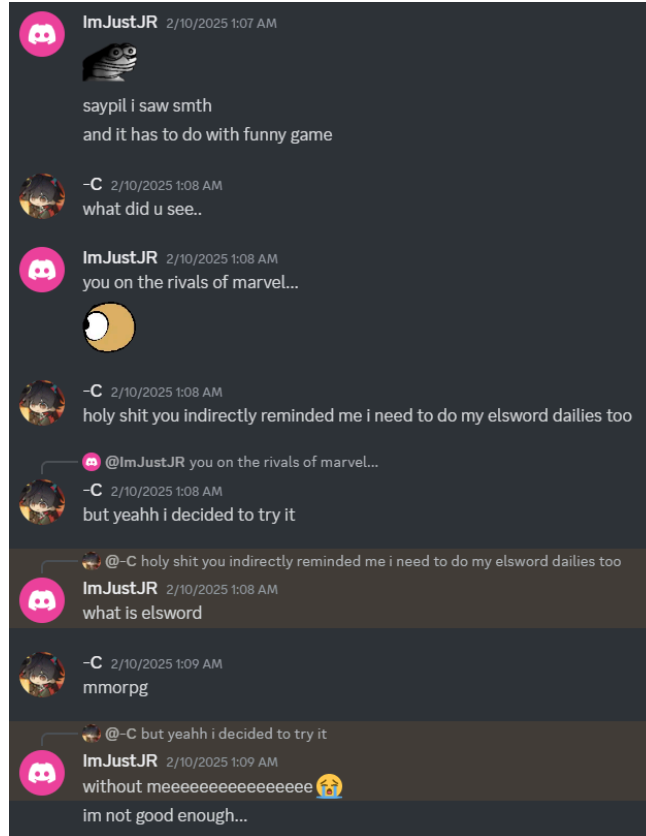 ImJustJR 2/10/2025 1:07 AM
saypil i saw smth
and it has to do with funny game
-C 2/10/2025 1:08 AM
what did u see..
ImJustJR 2/10/2025 1:08 AM
you on the rivals of marvel...
-C 2/10/2025 1:08 AM
holy shit you indirectly reminded me i need to do my elsword dailies too
@ImJustJR you on the rivals of marvel...
-C 2/10/2025 1:08 AM
but yeahh i decided to try it
@-C holy shit you indirectly reminded me i need to do my elsword dailies too
ImJustJR 2/10/2025 1:08 AM
what is elsword
-C 2/10/2025 1:09 AM
mmorpg
@-C but yeahh i decided to try it
ImJustJR 2/10/2025 1:09 AM
without meeeeeeeeeeeeeeee 😭
im not good enough...